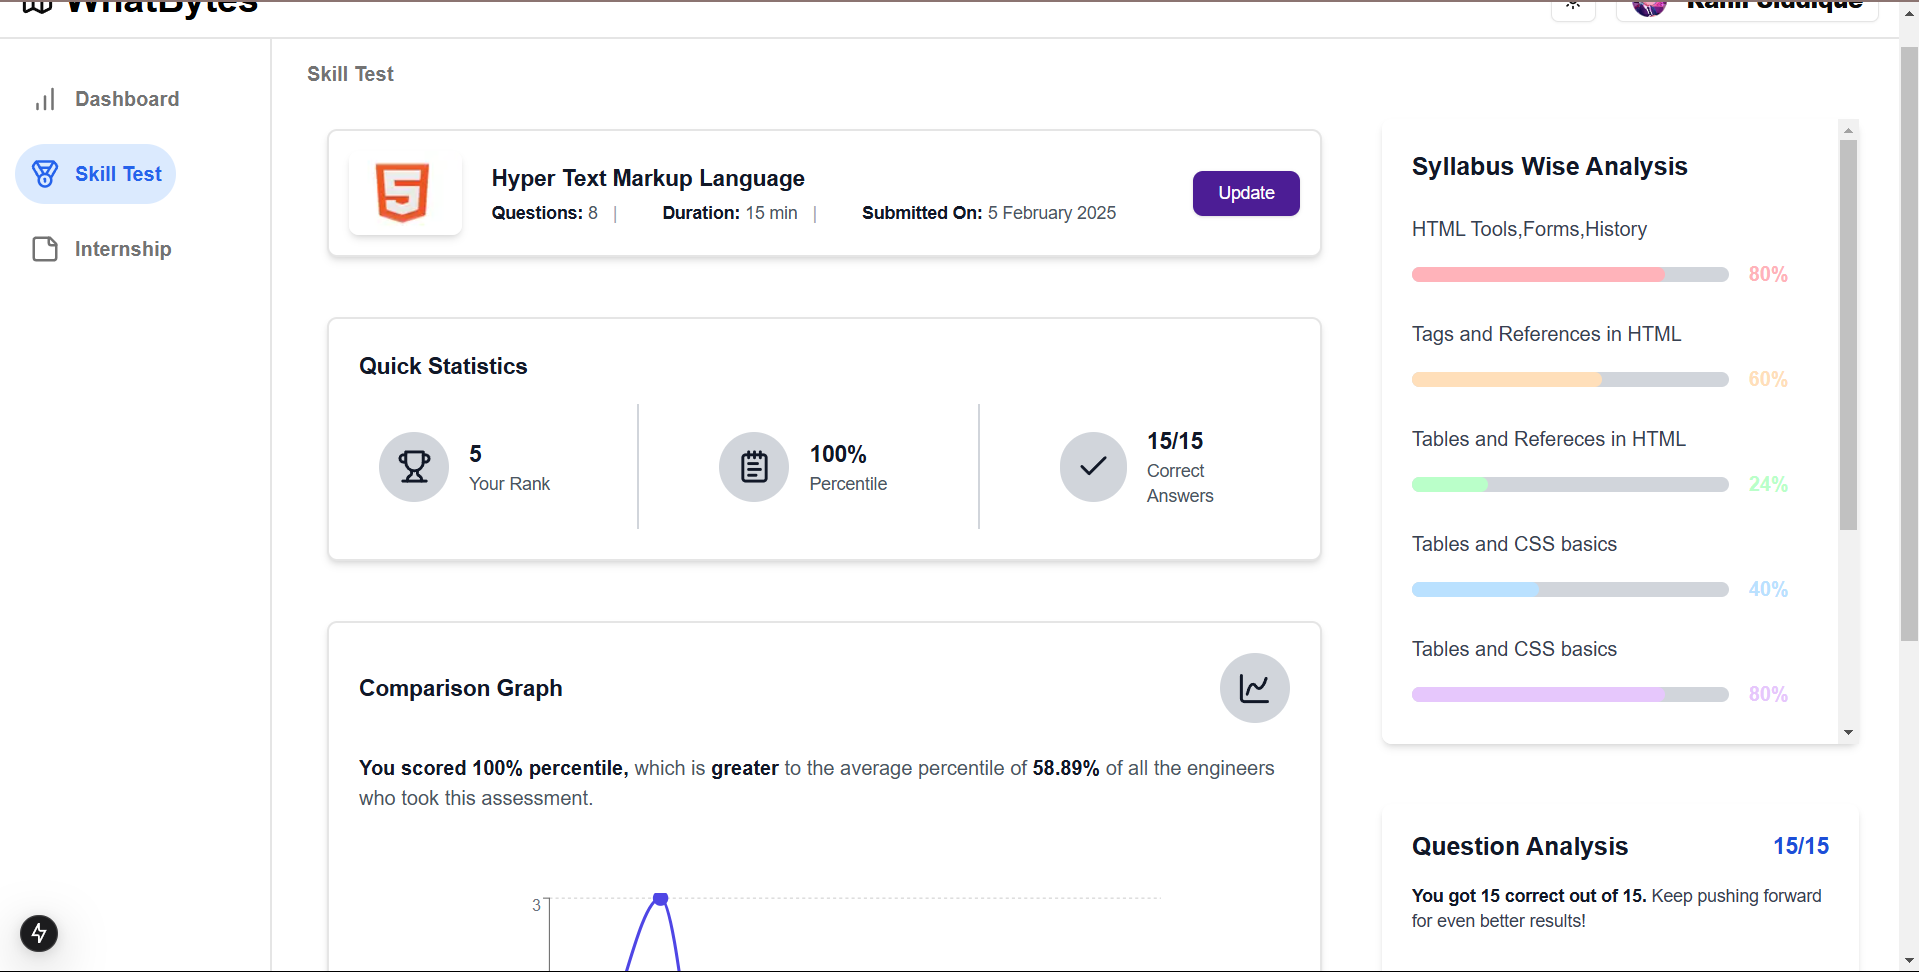 WhatBytes
Rahil Siddique
Dashboard
Skill Test
Internship
Skill Test
Hyper Text Markup Language
Questions: 8 | Duration: 15 min | Submitted On: 5 February 2025
Update
Quick Statistics
5
Your Rank
100%
Percentile
15/15
Correct
Answers
Comparison Graph
You scored 100% percentile, which is greater to the average percentile of 58.89% of all the engineers
who took this assessment.
3
Syllabus Wise Analysis
HTML Tools,Forms,History
80%
Tags and References in HTML
60%
Tables and Refereces in HTML
24%
Tables and CSS basics
40%
Tables and CSS basics
80%
Question Analysis
15/15
You got 15 correct out of 15. Keep pushing forward
for even better results!